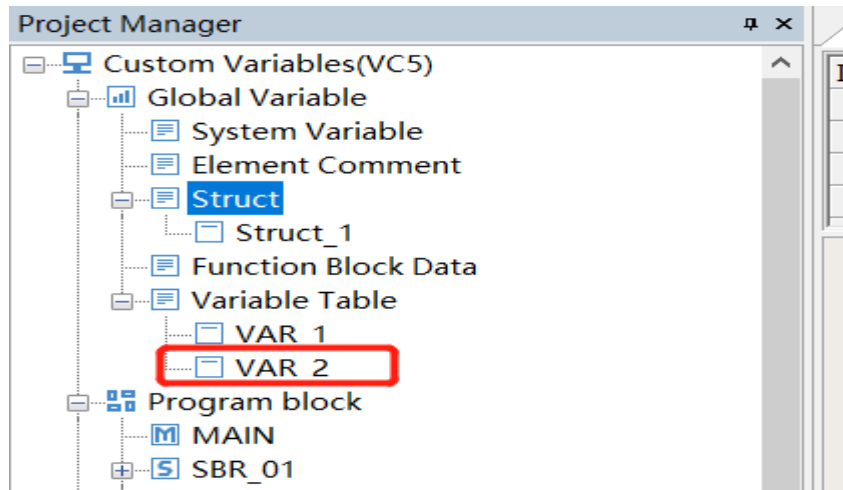 Project Manager
Custom Variables(VC5)
Global Variable
System Variable
Element Comment
Struct
Struct_1
Function Block Data
Variable Table
VAR_1
VAR_2
Program block
M MAIN
S SBR_01